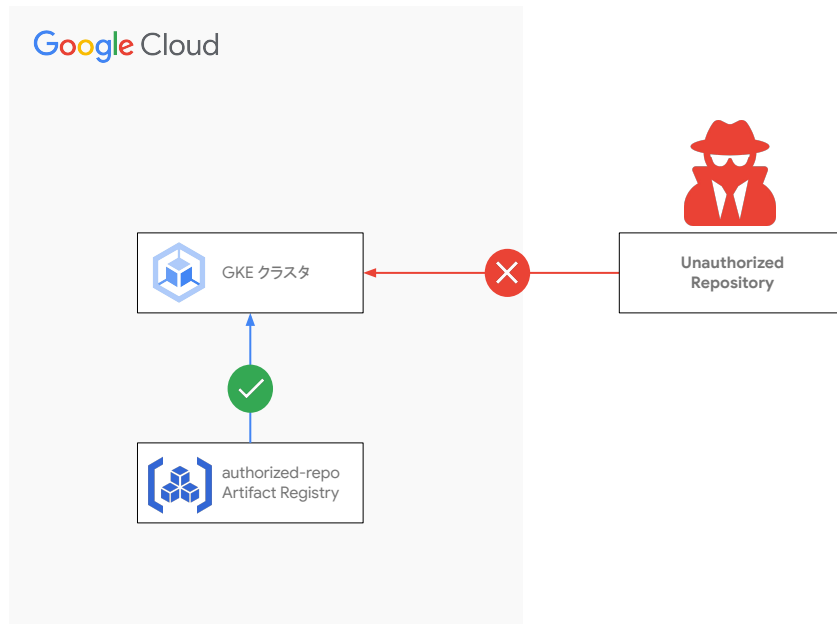 Google Cloud
GKE クラスタ
Unauthorized
Repository
authorized-repo
Artifact Registry